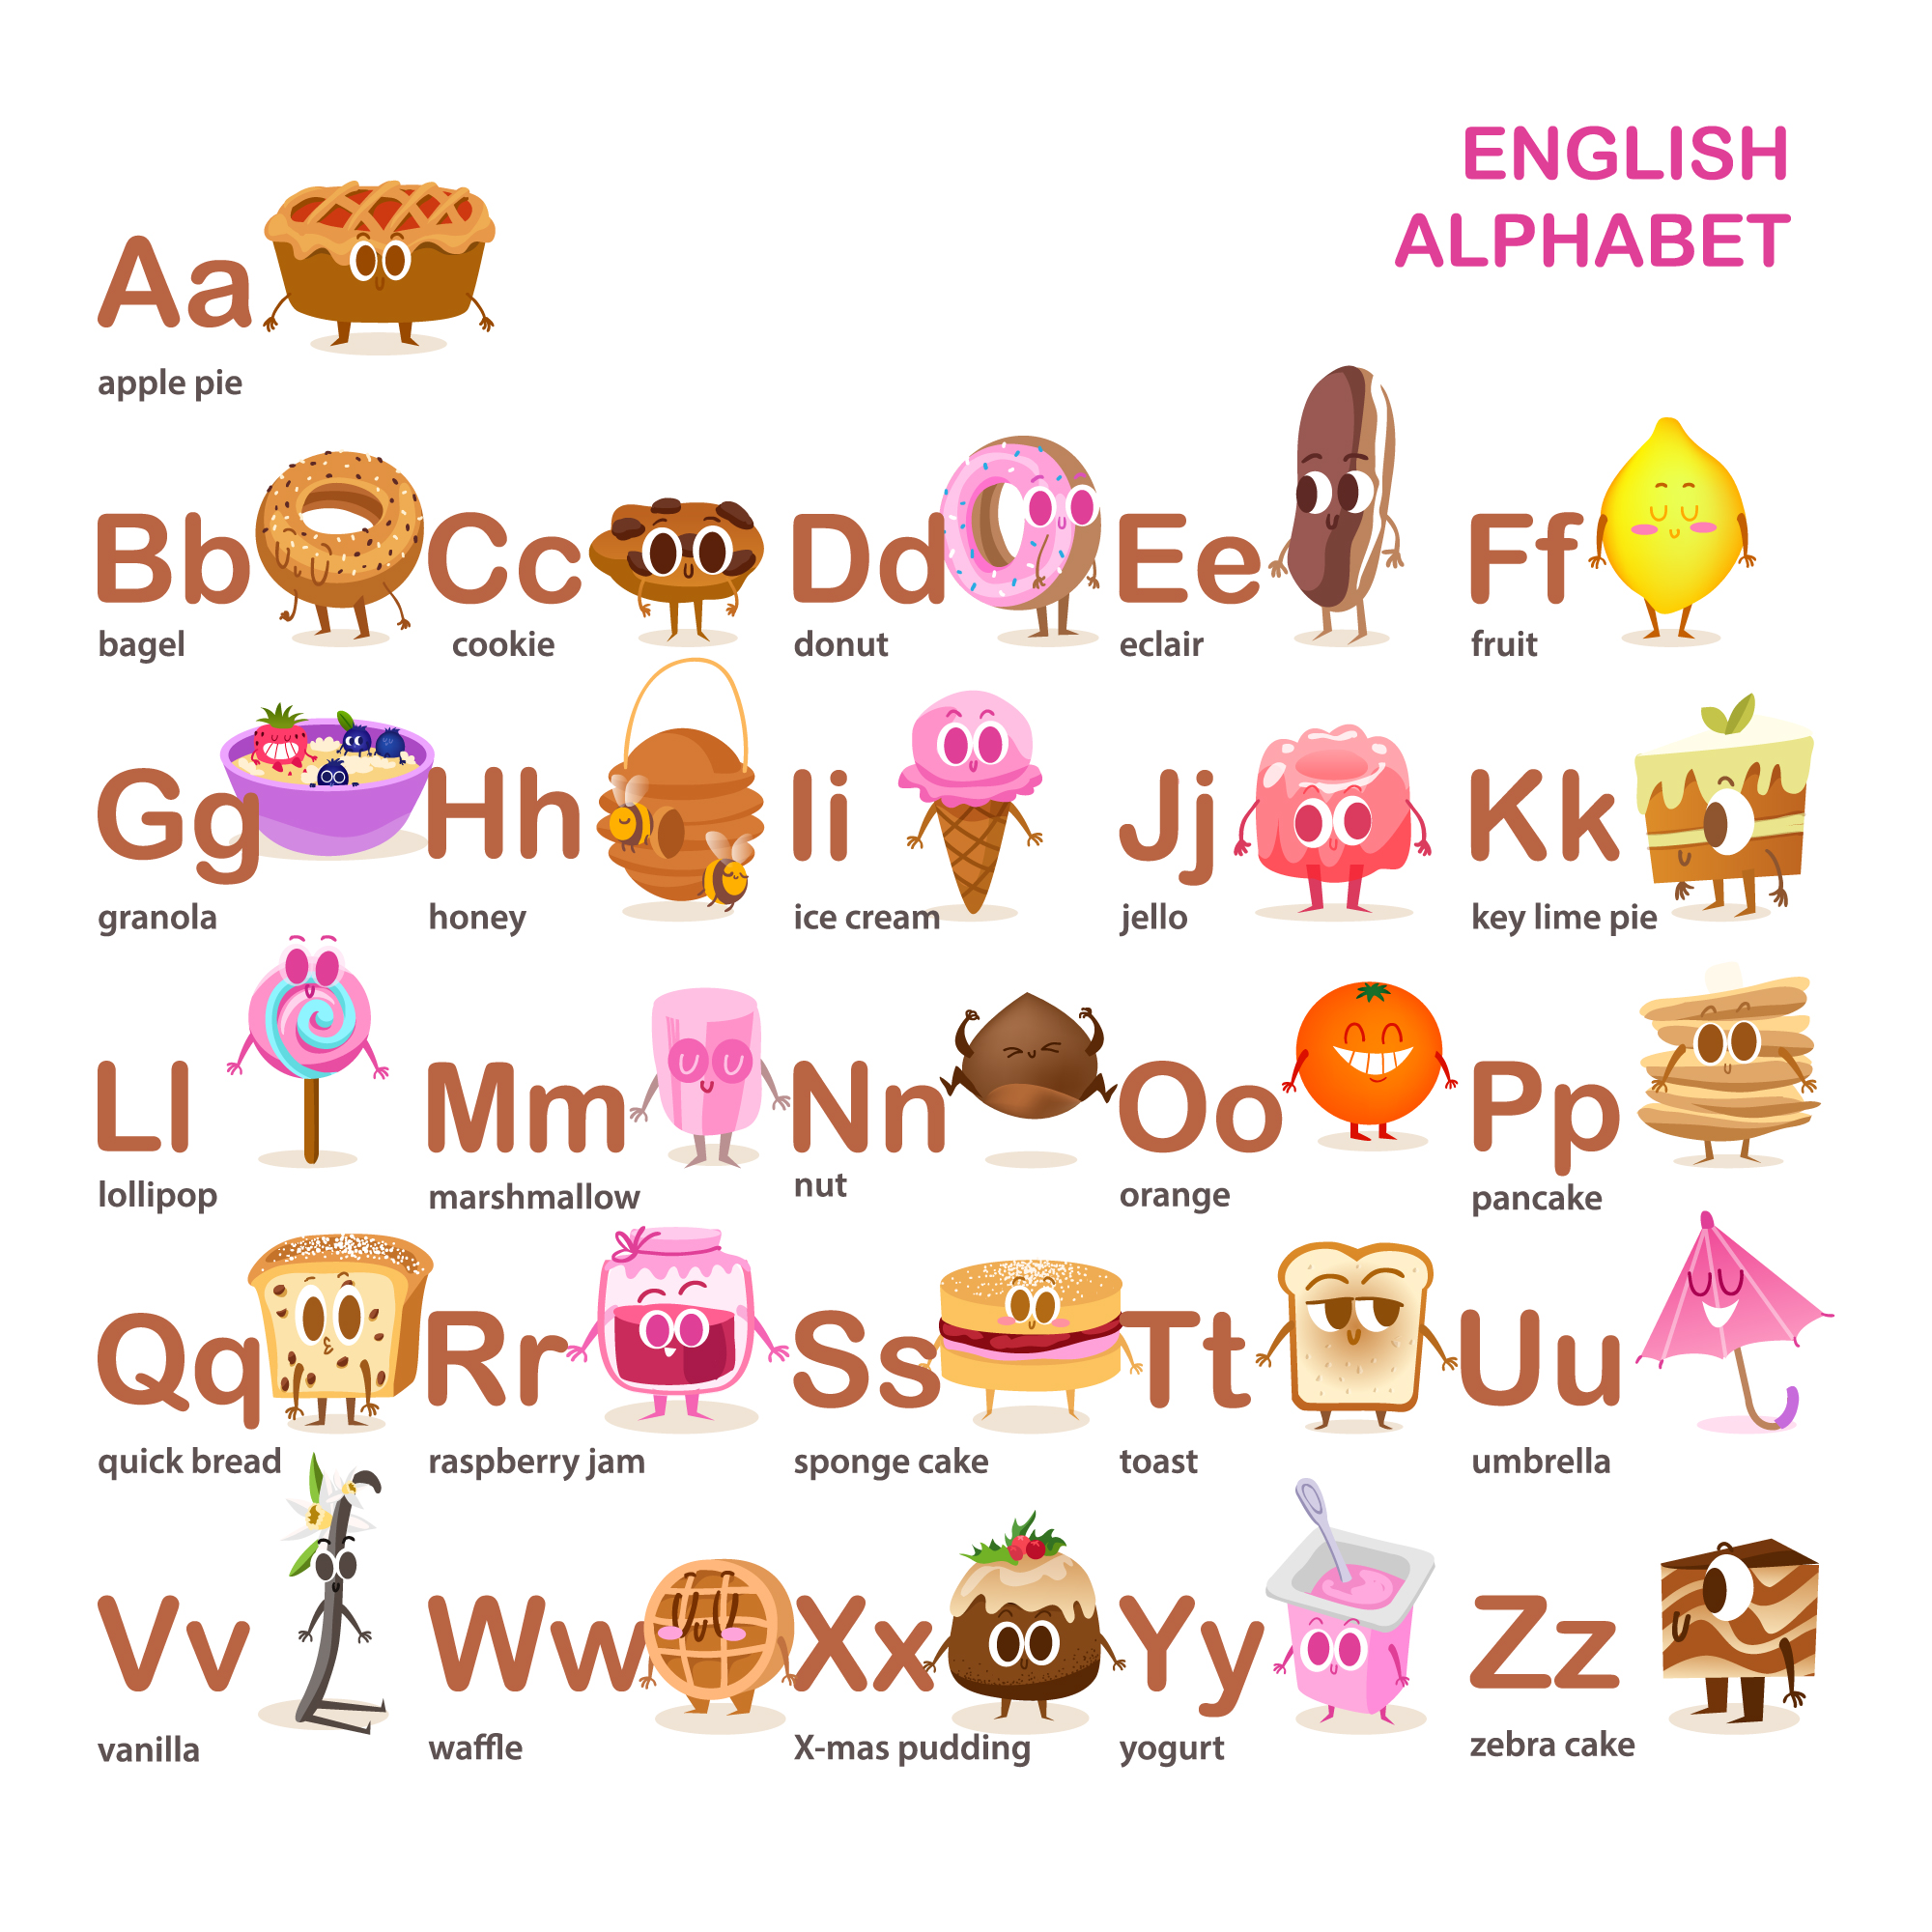 ENGLISH
ALPHABET
Aa
apple pie
Bb
bagel
Cc
cookie
Dd
donut
Ee
eclair
Ff
fruit
Gg
granola
Hh
honey
Ii
ice cream
Jj
jello
Kk
key lime pie
Ll
lollipop
Mm
marshmallow
Nn
nut
Oo
orange
Pp
pancake
Qq
quick bread
Rr
raspberry jam
Ss
sponge cake
Tt
toast
Uu
umbrella
Vv
vanilla
Ww
waffle
Xx
X-mas pudding
Yy
yogurt
Zz
zebra cake